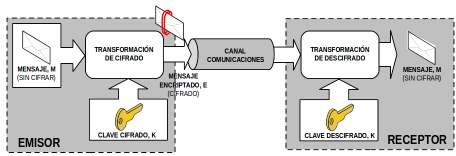 MENSAJE, M
(SIN CIFRAR)
TRANSFORMACIÓN
DE CIFRADO
MENSAJE
ENCRIPTADO, E
(CIFRADO)
CLAVE CIFRADO, K
EMISOR
CANAL
COMUNICACIONES
TRANSFORMACIÓN
DE DESCIFRADO
MENSAJE, M
(SIN CIFRAR)
CLAVE DESCIFRADO, K
RECEPTOR